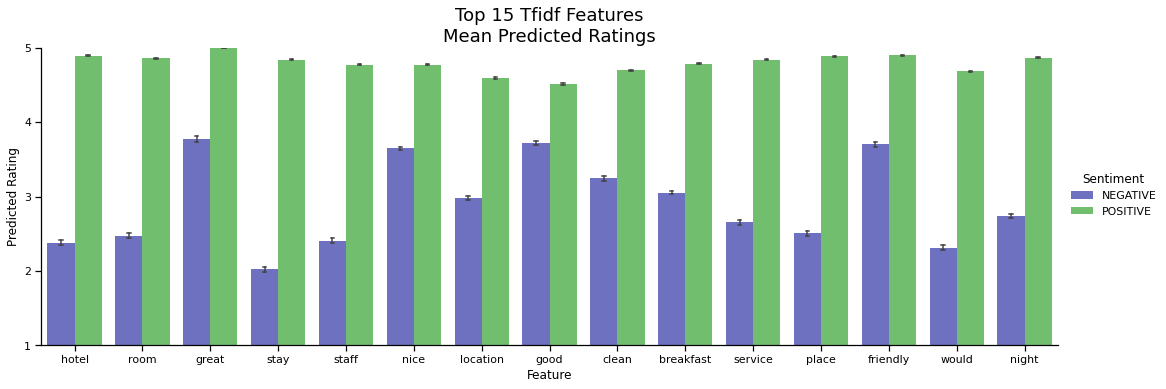 Top 15 Tfidf Features
Mean Predicted Ratings
5
4
3
2
1
Predicted Rating
hotel room great stay staff nice location good clean breakfast service place friendly would night
Feature
Sentiment
NEGATIVE
POSITIVE